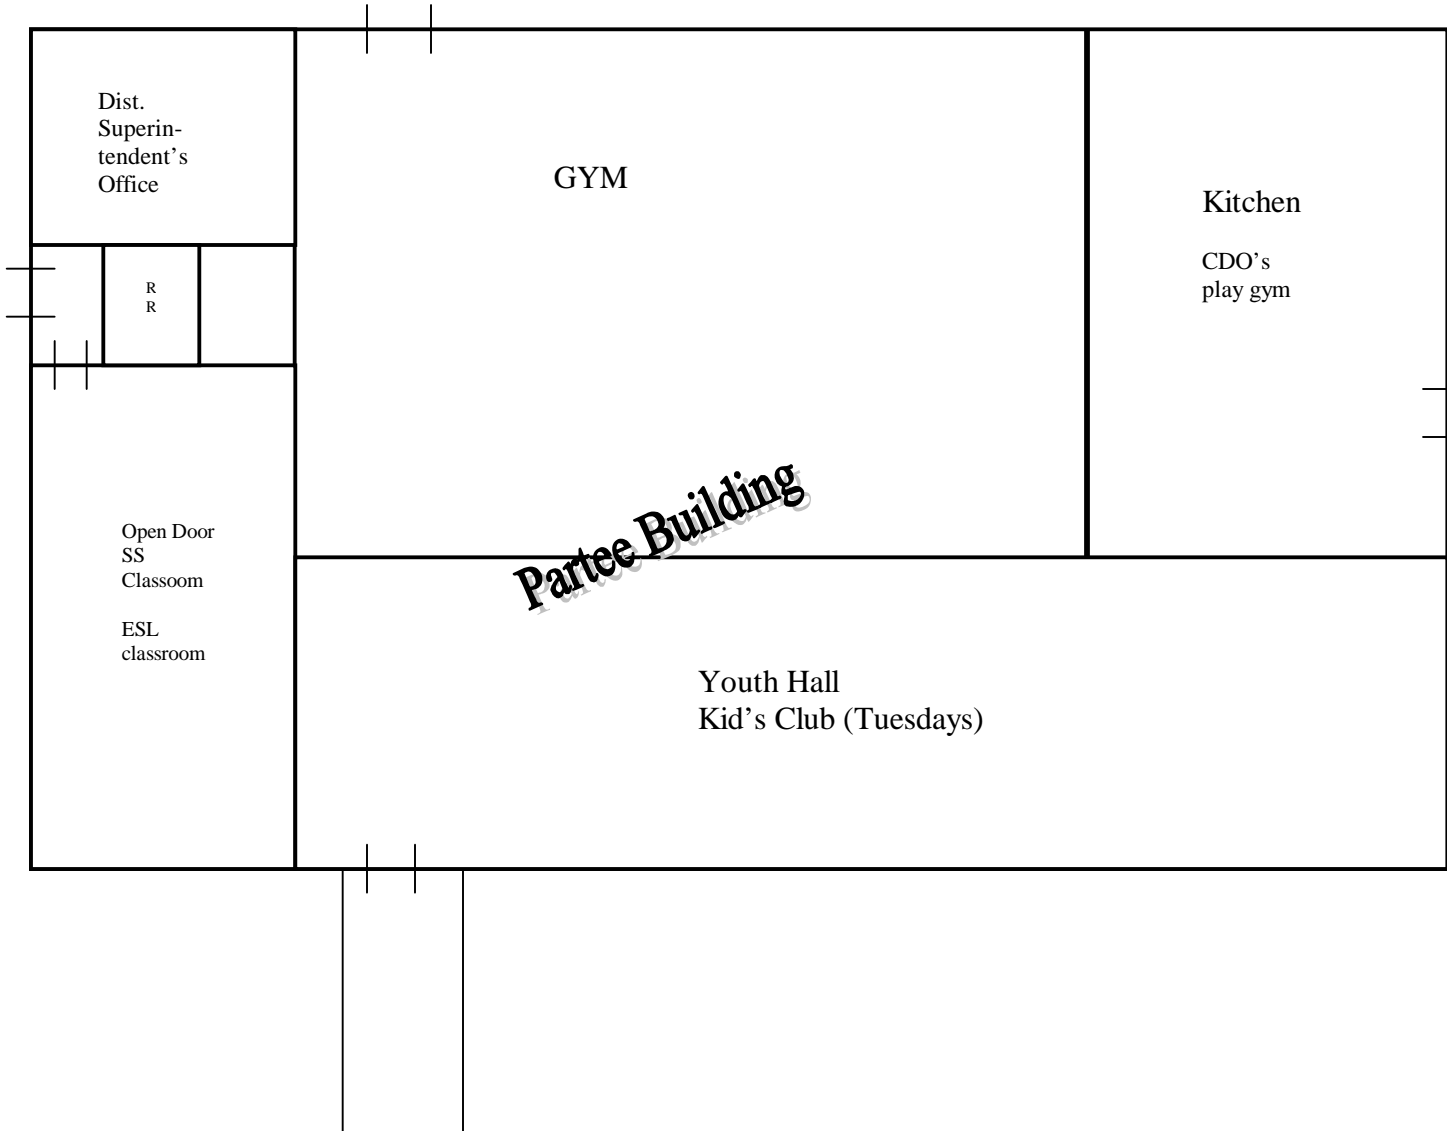 Dist.
Superin-
tendent’s
Office
GYM
Kitchen
CDO’s
play gym
R
R
Partee Building
Open Door
SS
Classoom
ESL
classroom
Youth Hall
Kid’s Club (Tuesdays)